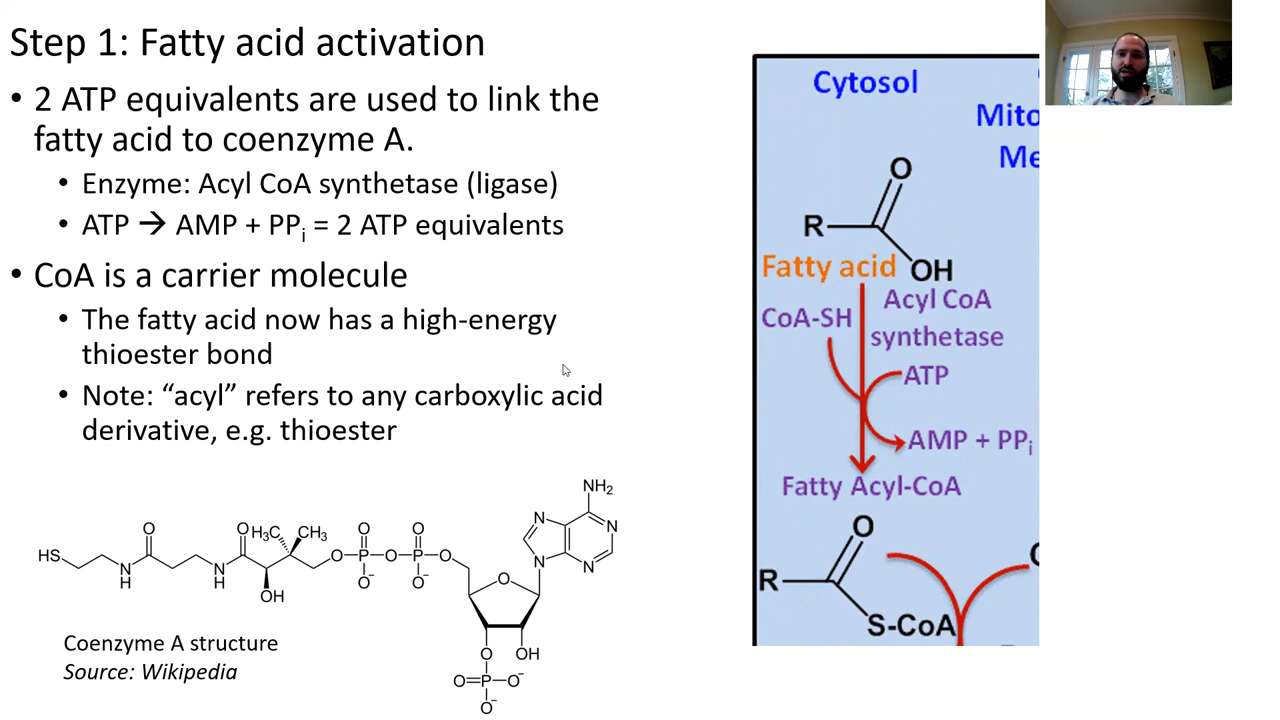 Step 1: Fatty acid activation
• 2 ATP equivalents are used to link the
fatty acid to coenzyme A.
• Enzyme: Acyl CoA synthetase (ligase)
• ATP → AMP + PPi = 2 ATP equivalents
• CoA is a carrier molecule
• The fatty acid now has a high-energy
thioester bond
• Note: “acyl” refers to any carboxylic acid
derivative, e.g. thioester
HS
O
N
H
O
N
H
H₃C
CH₃
OH
O
O
P
O⁻
O
O
P
O⁻
O
O
N
N
N
N
NH₂
O
OH
O=P—O⁻
O⁻
Coenzyme A structure
Source: Wikipedia
Cytosol
Mito
Me
O
R
OH
Fatty acid
CoA-SH
Acyl CoA
synthetase
ATP
AMP + PPi
Fatty Acyl-CoA
O
R
S-CoA